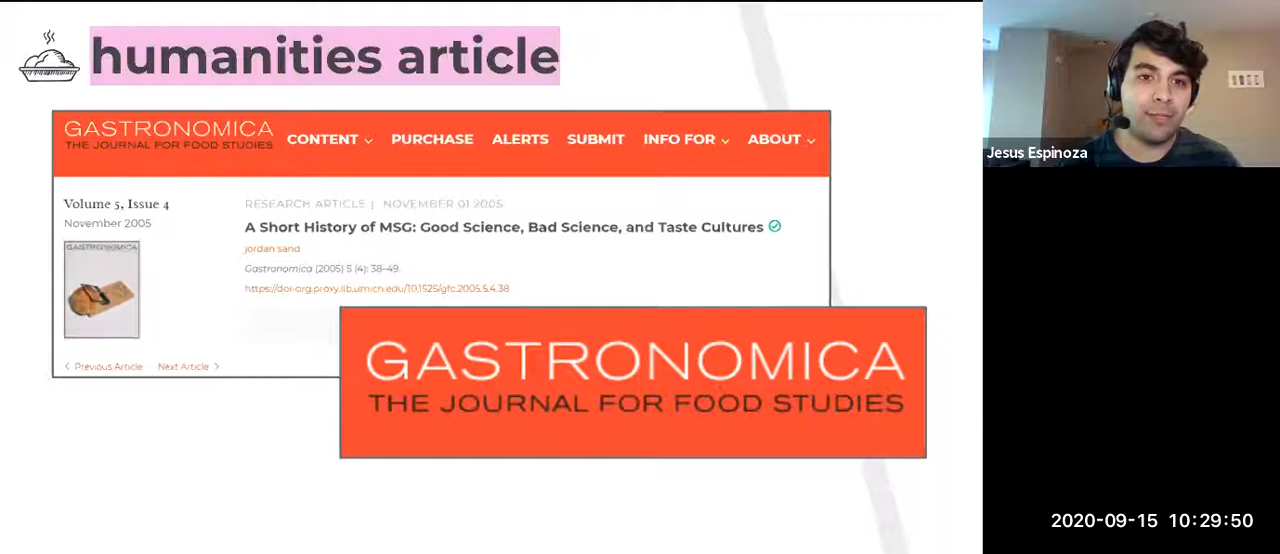 humanities article
GASTRONOMICA
THE JOURNAL FOR FOOD STUDIES
CONTENT PURCHASE ALERTS SUBMIT INFO FOR ABOUT
Volume 5, Issue 4
November 2005
GASTRONOMICA
RESEARCH ARTICLE | NOVEMBER 01 2005
A Short History of MSG: Good Science, Bad Science, and Taste Cultures
jordan sand
Gastronomica (2005) 5 (4): 38–49.
https://doi-org.proxy.lib.umich.edu/10.1525/gfc.2005.5.4.38
< Previous Article Next Article >
GASTRONOMICA
THE JOURNAL FOR FOOD STUDIES
Jesus Espinoza
2020-09-15 10:29:50